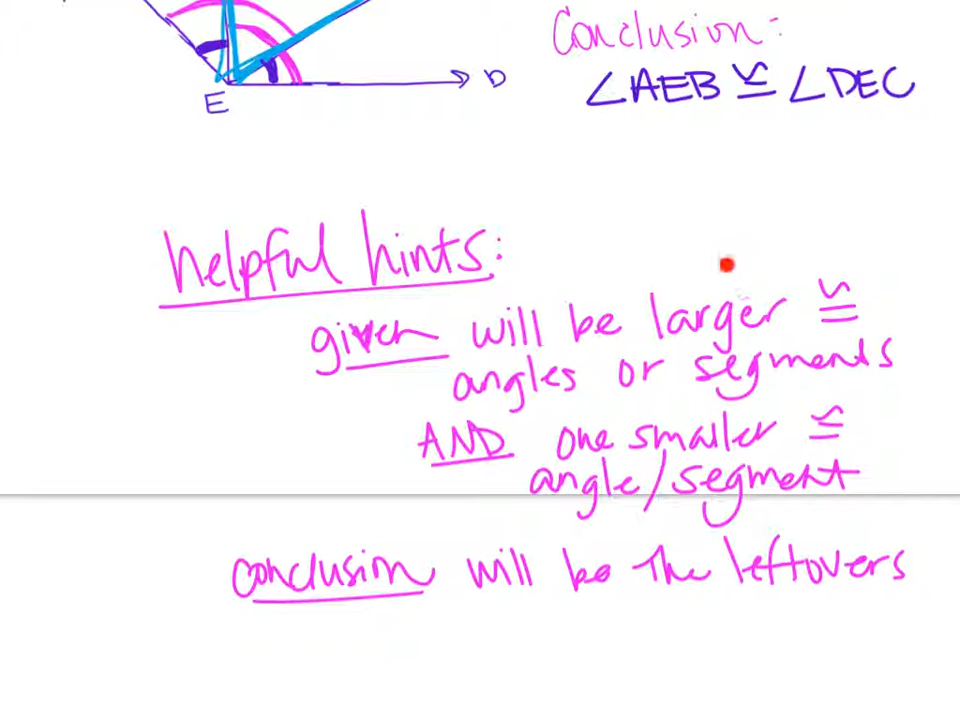 Conclusion:
∠AEB ≅ ∠DEC
D
E
helpful hints:
given will be larger ≅
angles or segments
AND one smaller ≅
angle/segment
conclusion will be the leftovers